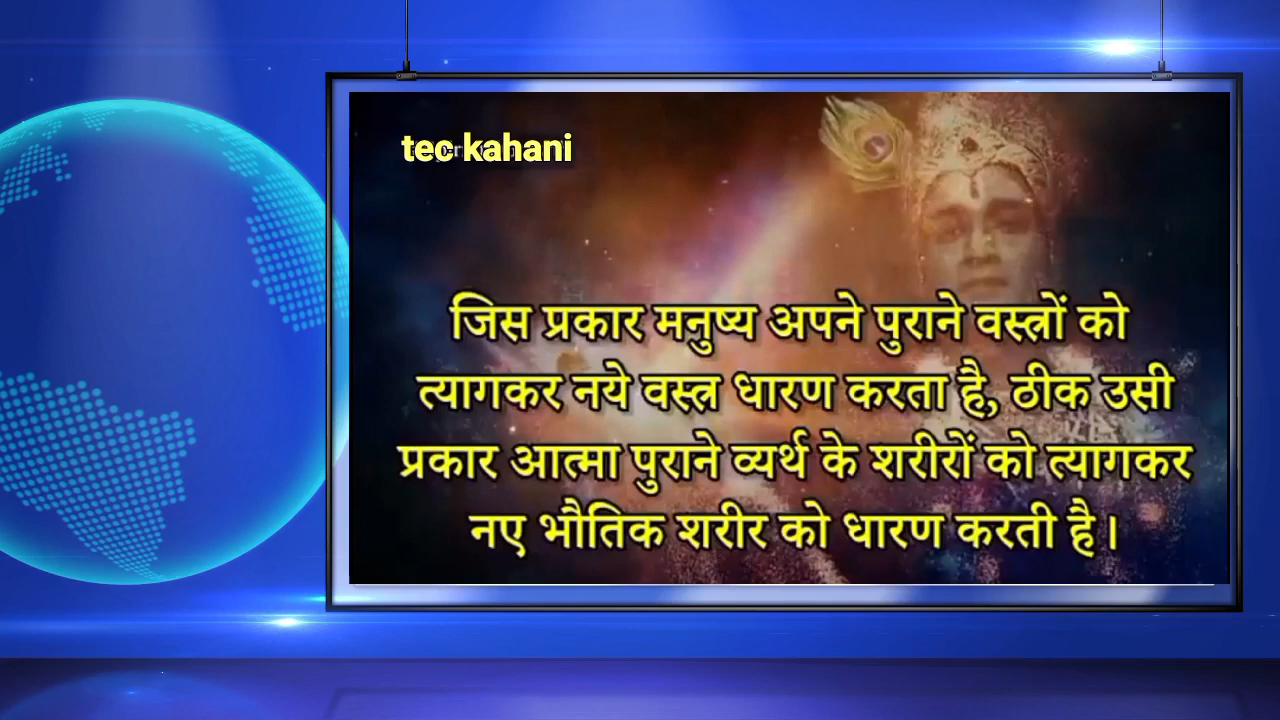 tec kahani
जिस प्रकार मनुष्य अपने पुराने वस्त्रों को
त्यागकर नये वस्त्र धारण करता है, ठीक उसी
प्रकार आत्मा पुराने व्यर्थ के शरीरों को त्यागकर
नए भौतिक शरीर को धारण करती है।